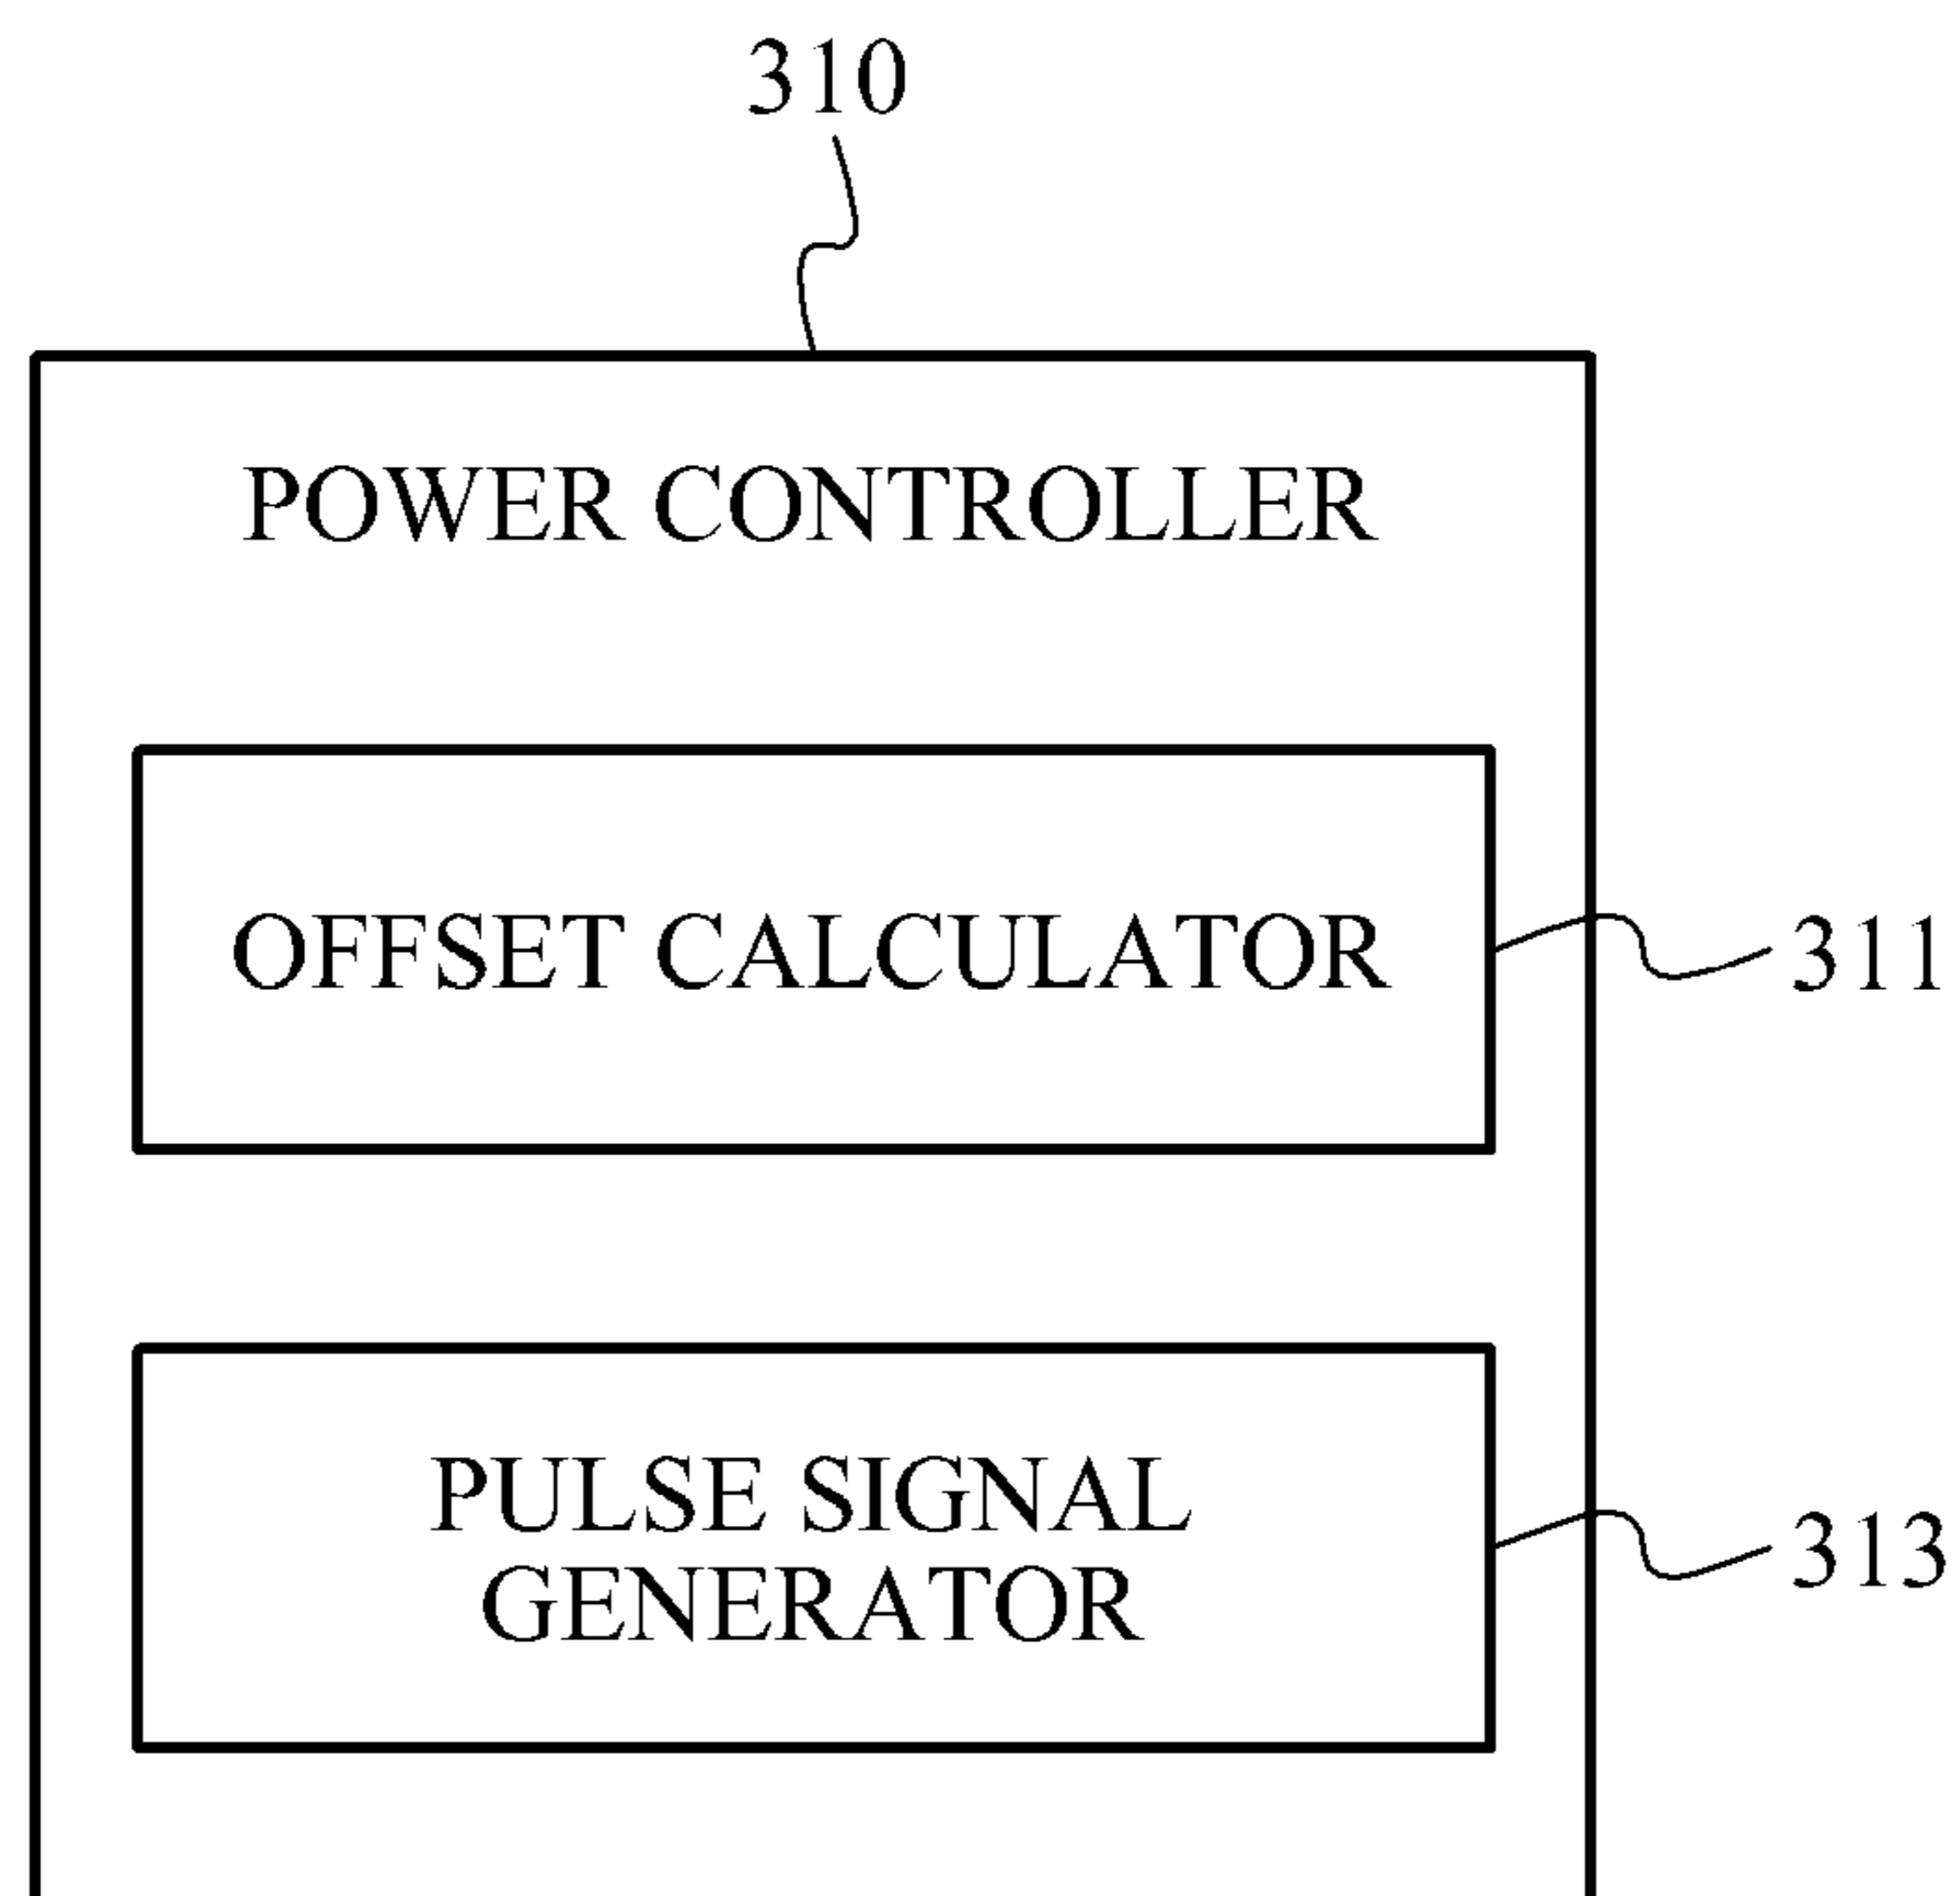 310
POWER CONTROLLER
OFFSET CALCULATOR
311
PULSE SIGNAL
GENERATOR
313